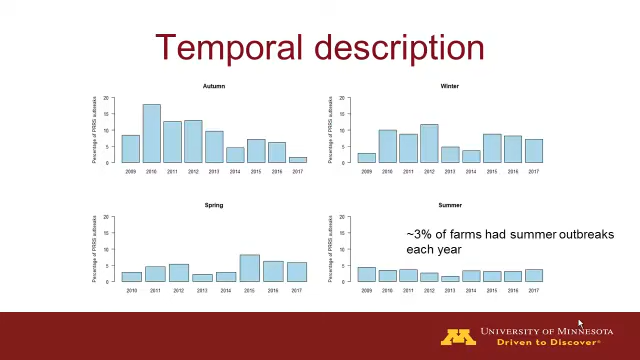 Temporal description
Autumn
Percentage of PRRS outbreaks
20
15
10
5
0
2009 2010 2011 2012 2013 2014 2015 2016 2017
Winter
Percentage of PRRS outbreaks
20
15
10
5
0
2009 2010 2011 2012 2013 2014 2015 2016 2017
Spring
Percentage of PRRS outbreaks
20
15
10
5
0
2010 2011 2012 2013 2014 2015 2016 2017
Summer
~3% of farms had summer outbreaks
each year
Percentage of PRRS outbreaks
20
15
10
5
0
2009 2010 2011 2012 2013 2014 2015 2016 2017
M
UNIVERSITY OF MINNESOTA
Driven to Discover®